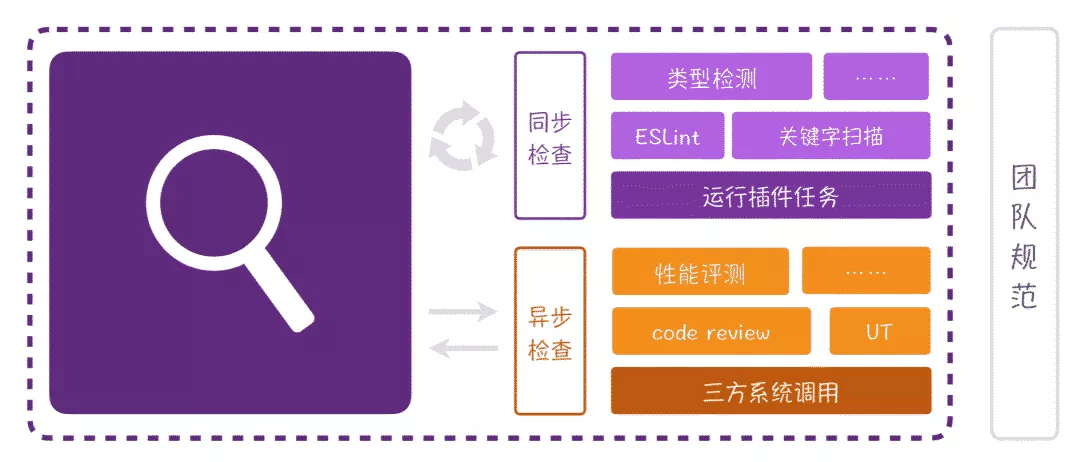 同步
检查
类型检测
……
ESLint
关键字扫描
运行插件任务
异步
检查
性能评测
……
code review
UT
三方系统调用
团
队
规
范